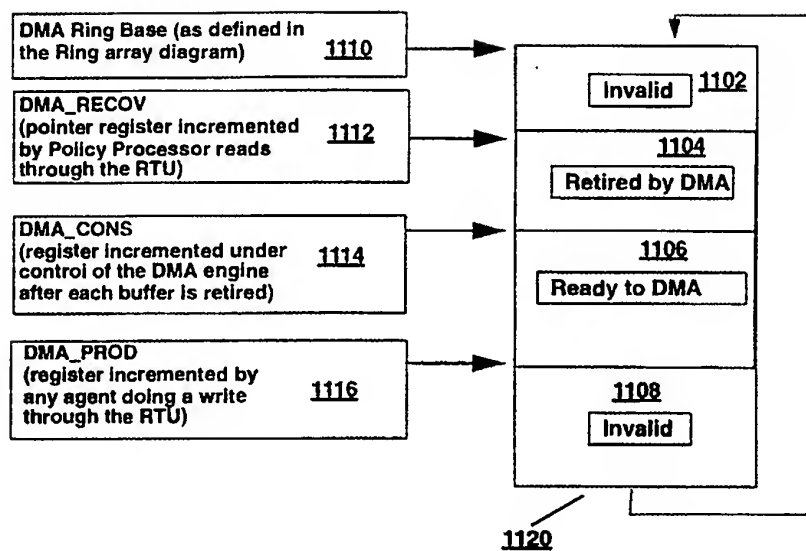 DMA Ring Base (as defined in
the Ring array diagram) 1110
DMA_RECOV
(pointer register incremented
by Policy Processor reads
through the RTU)
1112
DMA_CONS
(register incremented under
control of the DMA engine
after each buffer is retired)
1114
DMA_PROD
(register incremented by
any agent doing a write
through the RTU)
1116
Invalid 1102
1104
Retired by DMA
1106
Ready to DMA
1108
Invalid
1120